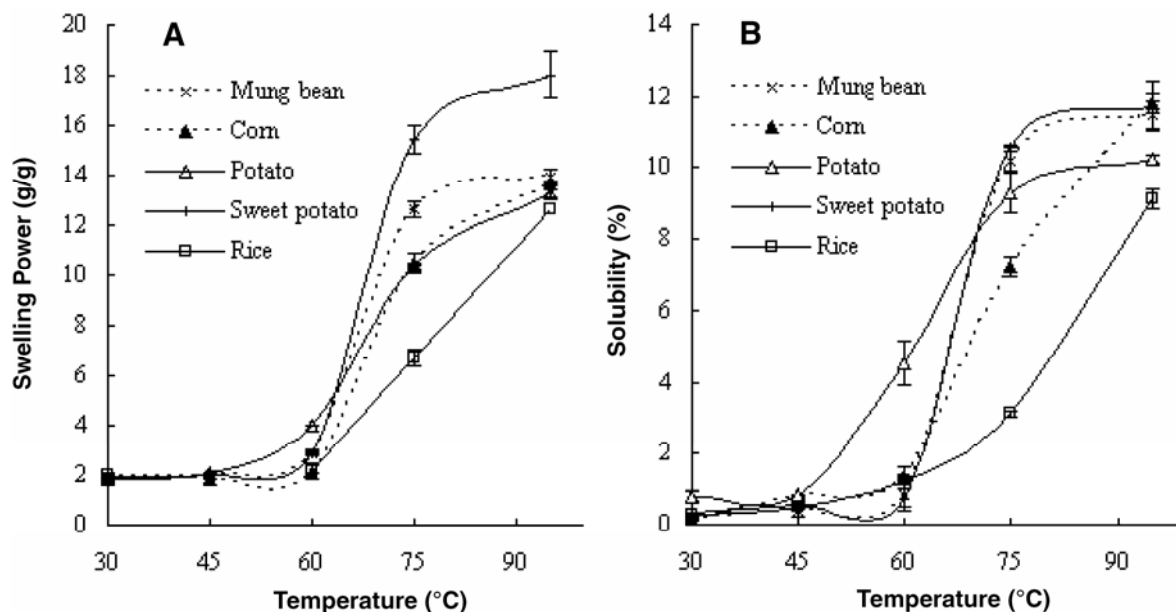 A
Swelling Power (g/g)
20
18
16
14
12
10
8
6
4
2
0
Mung bean
Corn
Potato
Sweet potato
Rice
30 45 60 75 90
Temperature (°C)
B
Solubility (%)
14
12
10
8
6
4
2
0
Mung bean
Corn
Potato
Sweet potato
Rice
30 45 60 75 90
Temperature (°C)